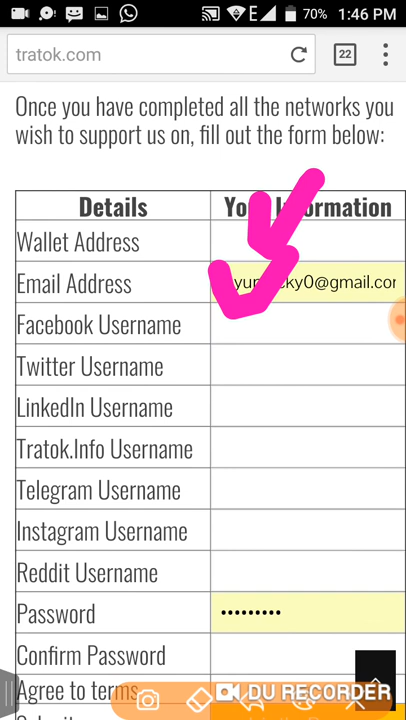 70% 1:46 PM
tratok.com
22
Once you have completed all the networks you
wish to support us on, fill out the form below:
Details
Wallet Address
Email Address
Facebook Username
Twitter Username
LinkedIn Username
Tratok.Info Username
Telegram Username
Instagram Username
Reddit Username
Password •••••••••
Confirm Password
Agree to terms
DU RECORDER